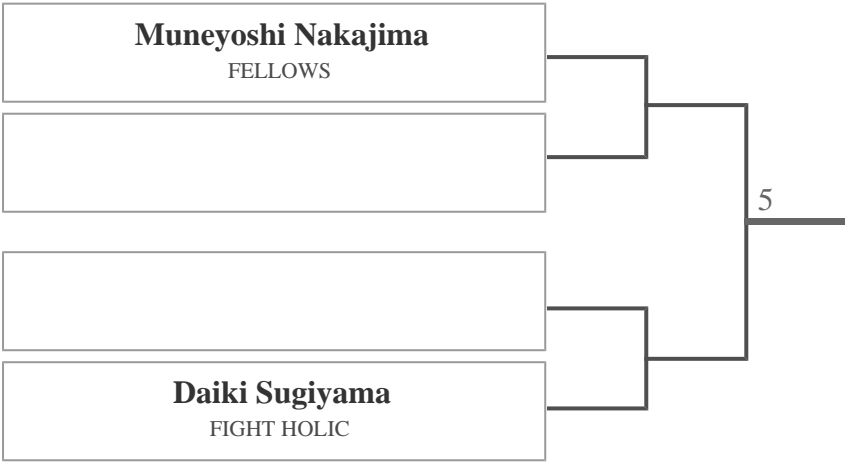 Muneyoshi Nakajima
FELLOWS
5
Daiki Sugiyama
FIGHT HOLIC